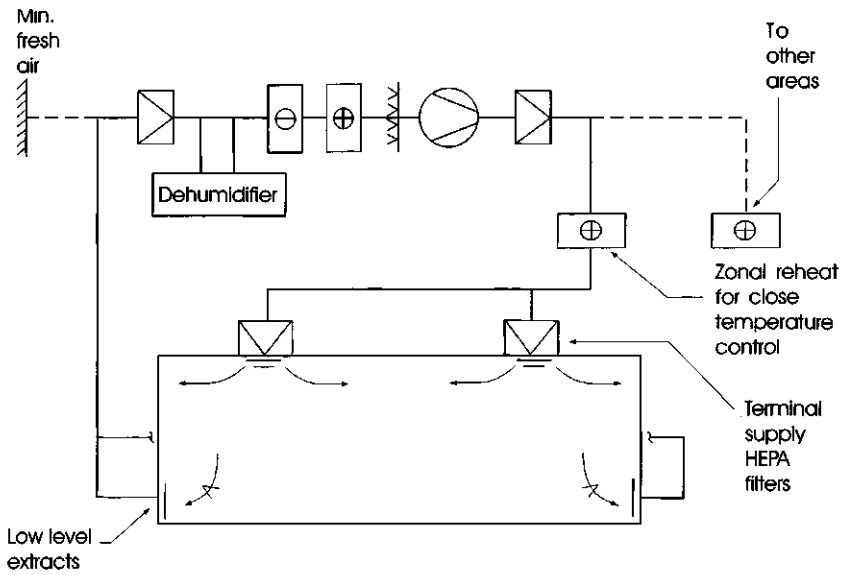 Min.
fresh
air
To
other
areas
Dehumidifier
Zonal reheat
for close
temperature
control
Terminal
supply
HEPA
filters
Low level
extracts